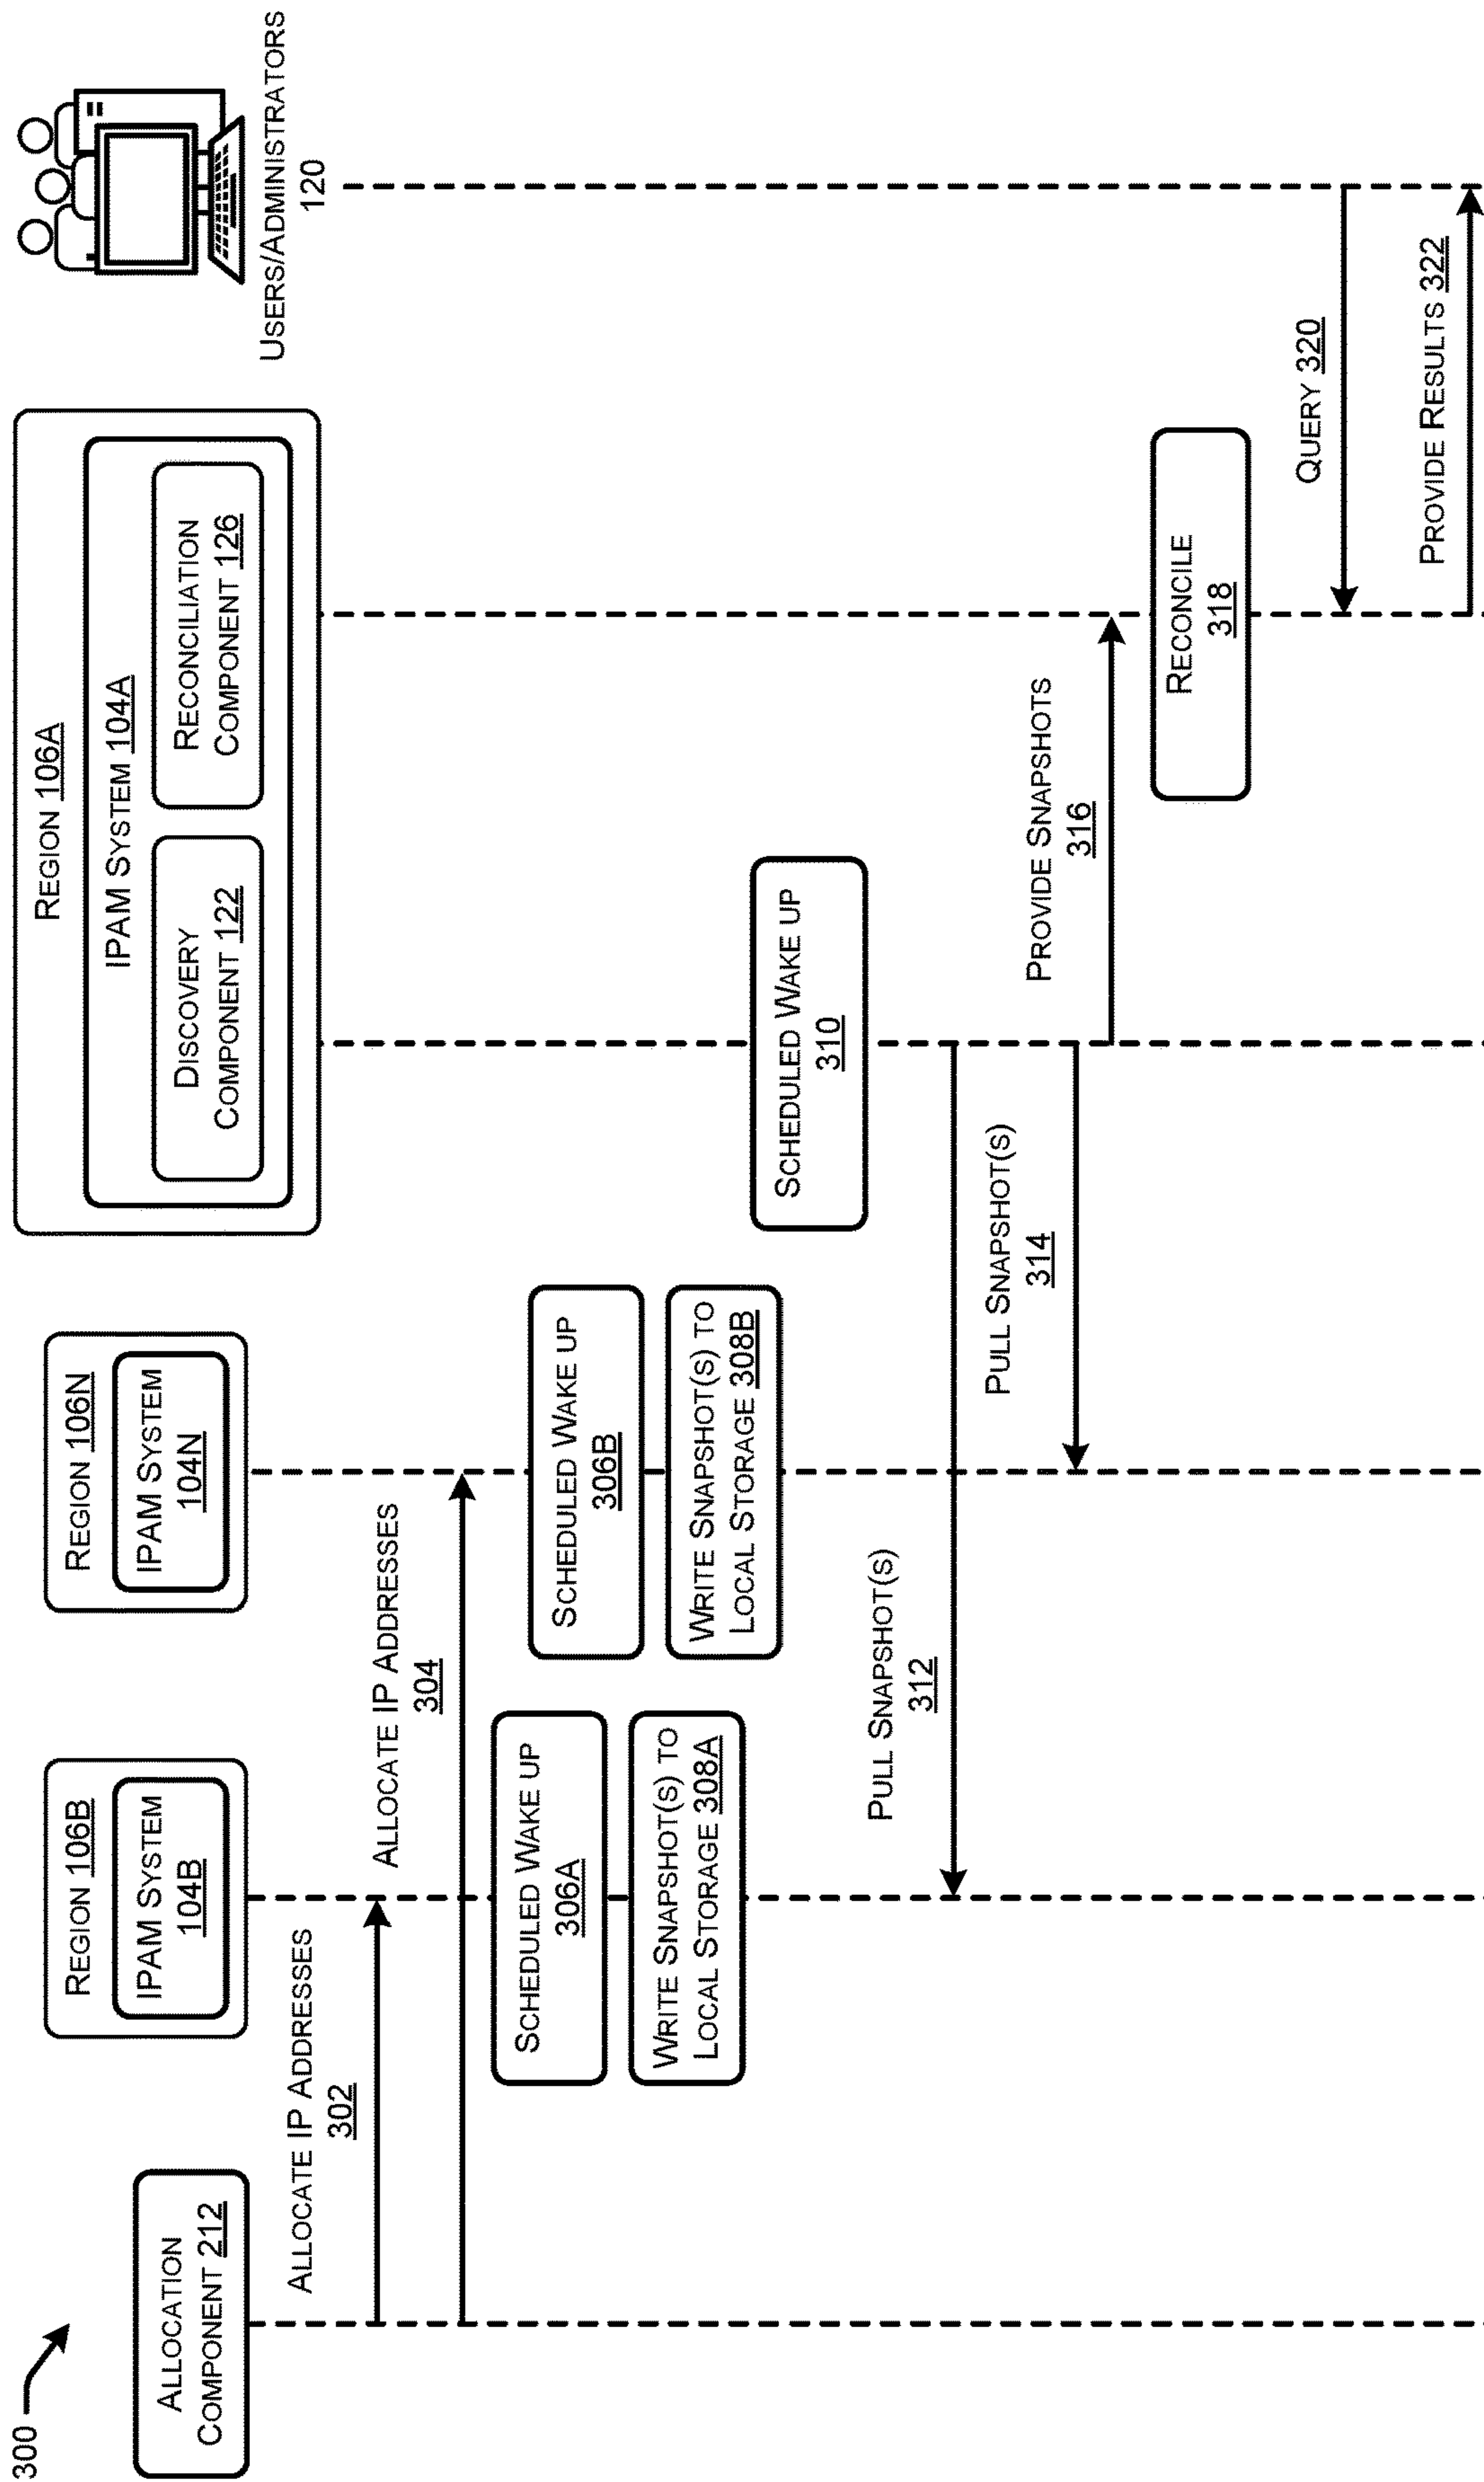 300
ALLOCATION
COMPONENT 212
REGION 106B
IPAM SYSTEM
104B
REGION 106N
IPAM SYSTEM
104N
REGION 106A
IPAM SYSTEM 104A
DISCOVERY
COMPONENT 122
RECONCILIATION
COMPONENT 126
USERS/ADMINISTRATORS
120
ALLOCATE IP ADDRESSES
302
ALLOCATE IP ADDRESSES
304
SCHEDULED WAKE UP
306A
SCHEDULED WAKE UP
306B
WRITE SNAPSHOT(S) TO
LOCAL STORAGE 308A
WRITE SNAPSHOT(S) TO
LOCAL STORAGE 308B
SCHEDULED WAKE UP
310
PULL SNAPSHOT(S)
312
PULL SNAPSHOT(S)
314
PROVIDE SNAPSHOTS
316
RECONCILE
318
QUERY 320
PROVIDE RESULTS 322